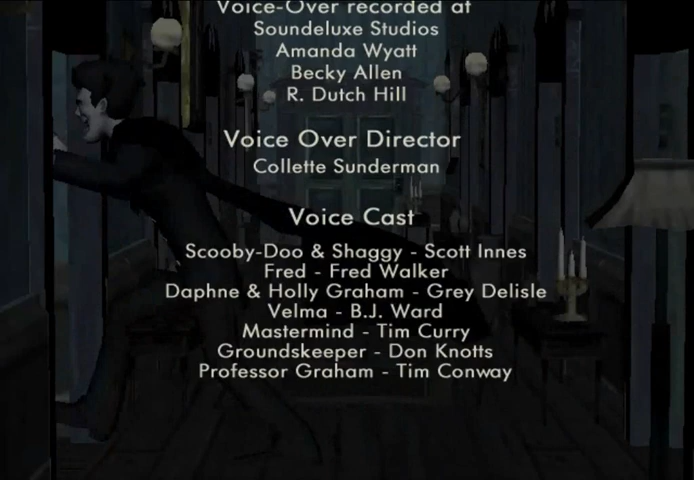 Voice-Over recorded at
Soundeluxe Studios
Amanda Wyatt
Becky Allen
R. Dutch Hill
Voice Over Director
Collette Sunderman
Voice Cast
Scooby-Doo & Shaggy - Scott Innes
Fred - Fred Walker
Daphne & Holly Graham - Grey Delisle
Velma - B.J. Ward
Mastermind - Tim Curry
Groundskeeper - Don Knotts
Professor Graham - Tim Conway